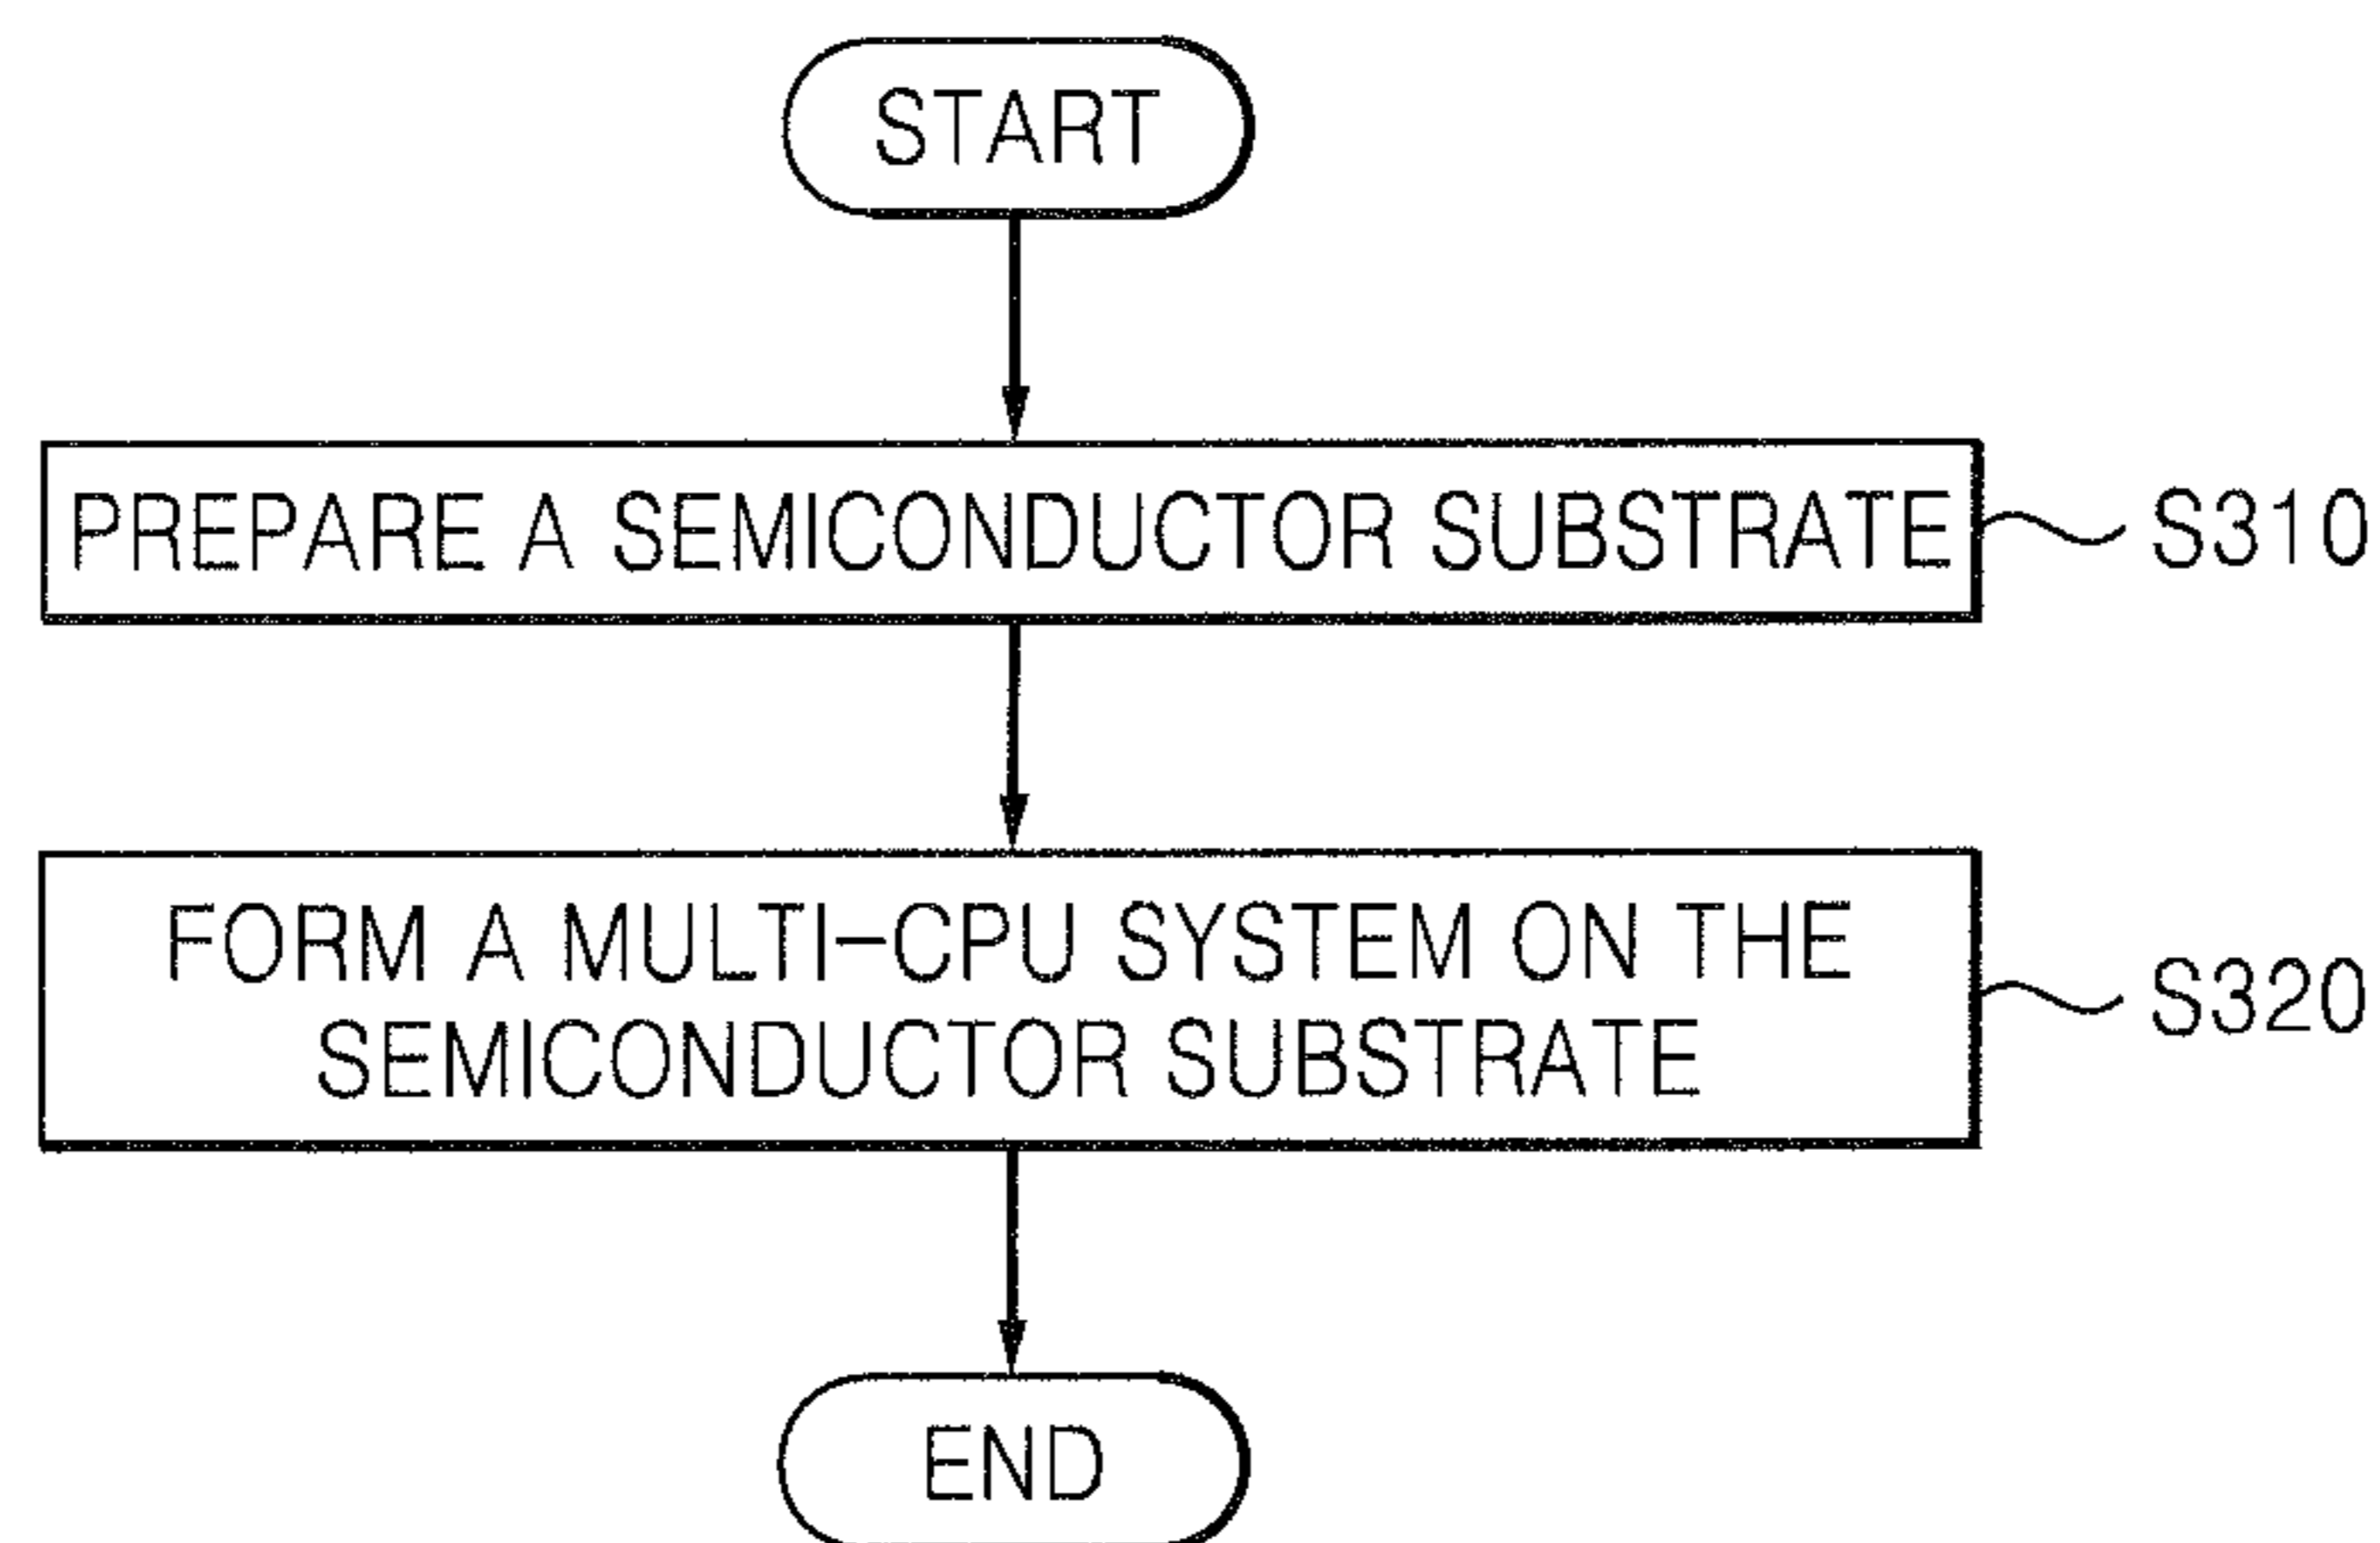 START
PREPARE A SEMICONDUCTOR SUBSTRATE
S310
FORM A MULTI-CPU SYSTEM ON THE
SEMICONDUCTOR SUBSTRATE
S320
END